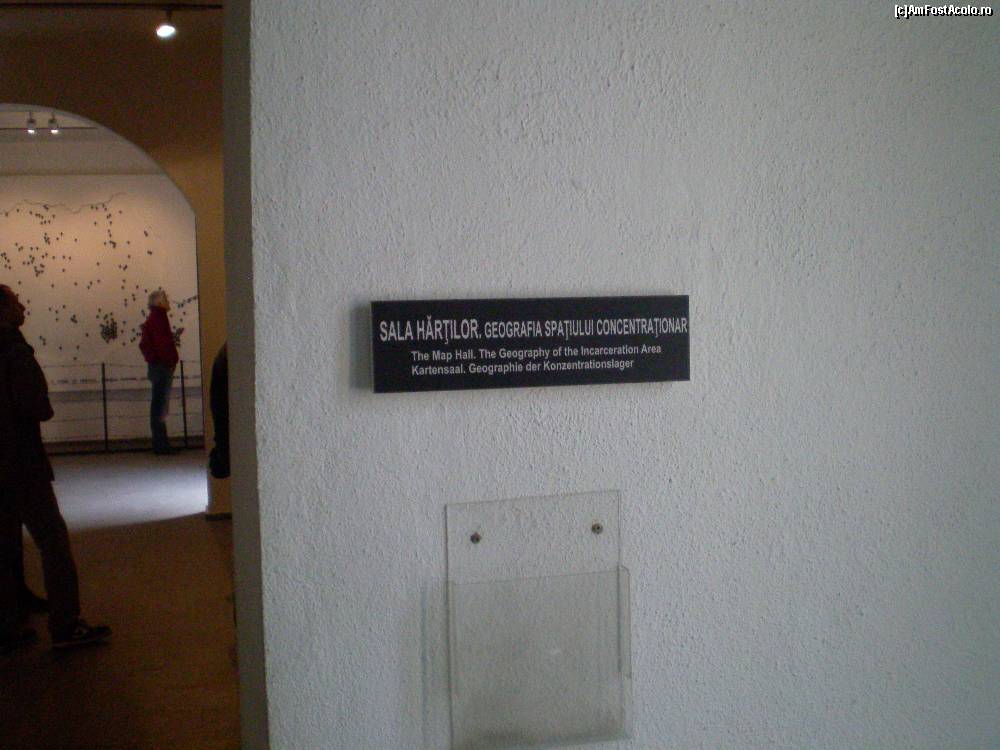 [c]AmFostAcolo.ro
SALA HĂRŢILOR. GEOGRAFIA SPAŢIULUI CONCENTRAŢIONAR
The Map Hall. The Geography of the Incarceration Area
Kartensaal. Geographie der Konzentrationslager